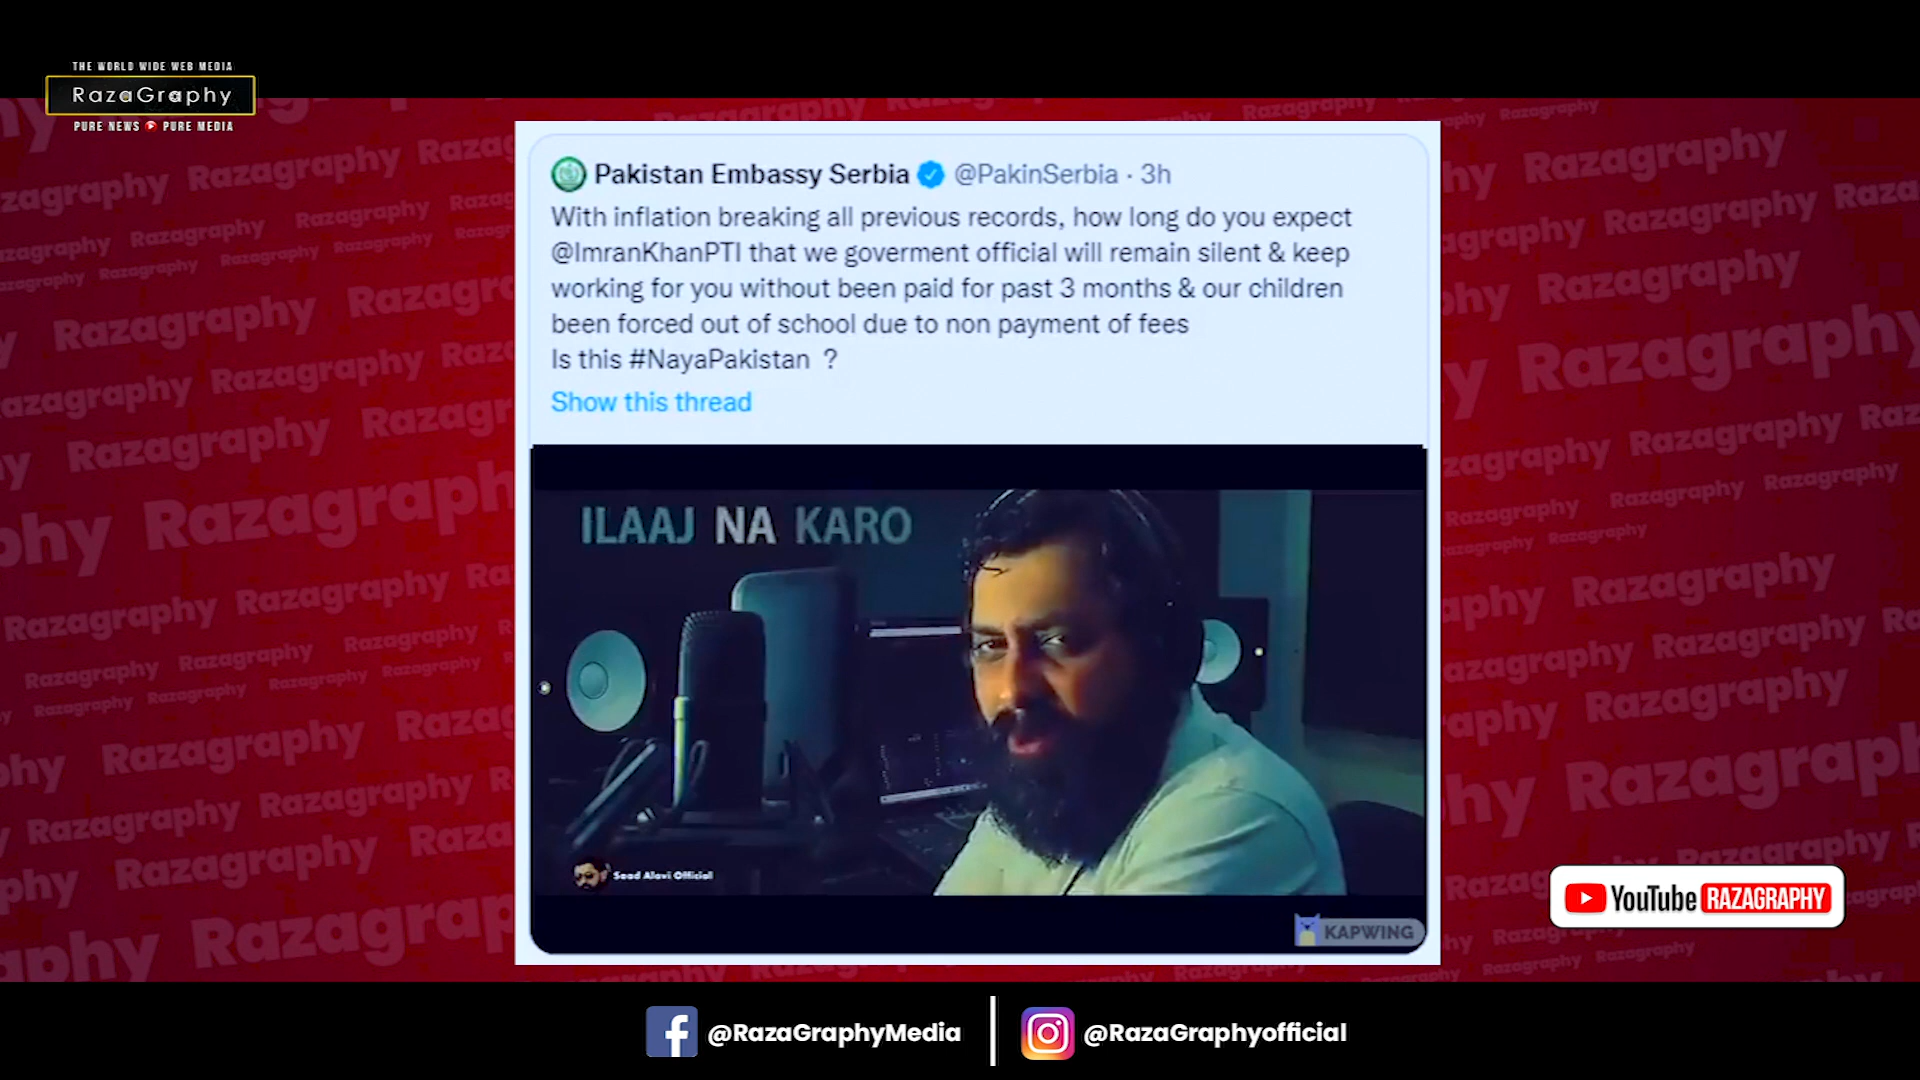 THE WORLD WIDE WEB MEDIA
RazaGraphy
PURE NEWS PURE MEDIA
Pakistan Embassy Serbia @PakinSerbia · 3h
With inflation breaking all previous records, how long do you expect
@ImranKhanPTI that we goverment official will remain silent & keep
working for you without been paid for past 3 months & our children
been forced out of school due to non payment of fees
Is this #NayaPakistan ?
Show this thread
ILAAJ NA KARO
Saad Alavi Official
KAPWING
YouTube RAZAGRAPHY
@RazaGraphyMedia
@RazaGraphyofficial
Razagraphy